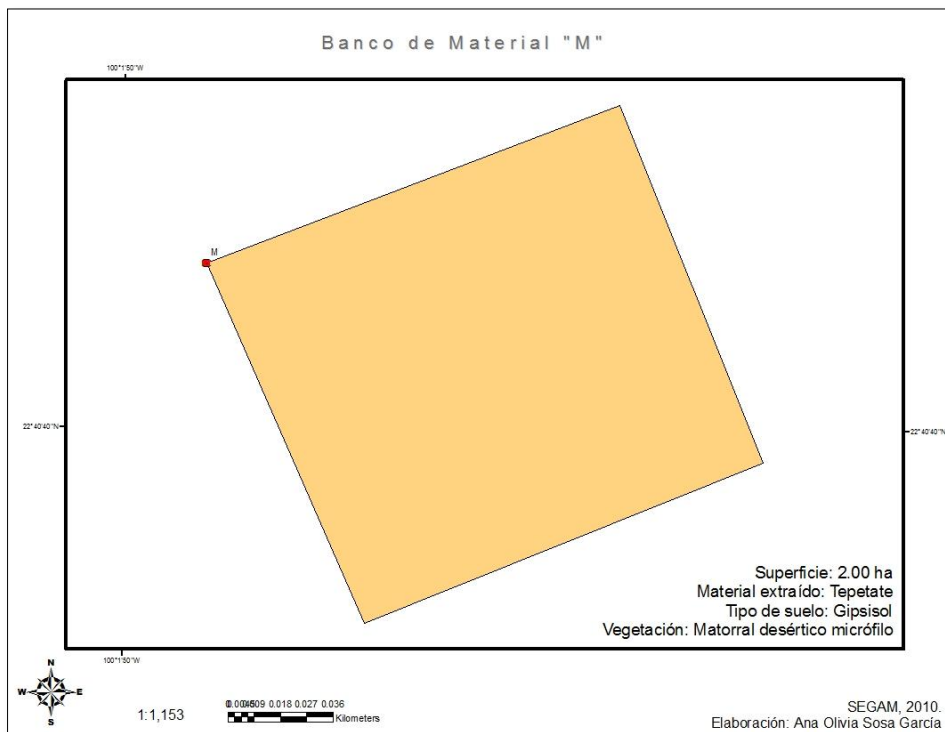 Banco de Material "M"
100°1'50"W
M
22°40'40"N
22°40'40"N
Superficie: 2.00 ha
Material extraído: Tepetate
Tipo de suelo: Gipsisol
Vegetación: Matorral desértico micrófilo
100°1'50"W
N
W E
S
1:1,153
0.018 0.027 0.036
Kilometers
SEGAM, 2010.
Elaboración: Ana Olivia Sosa García